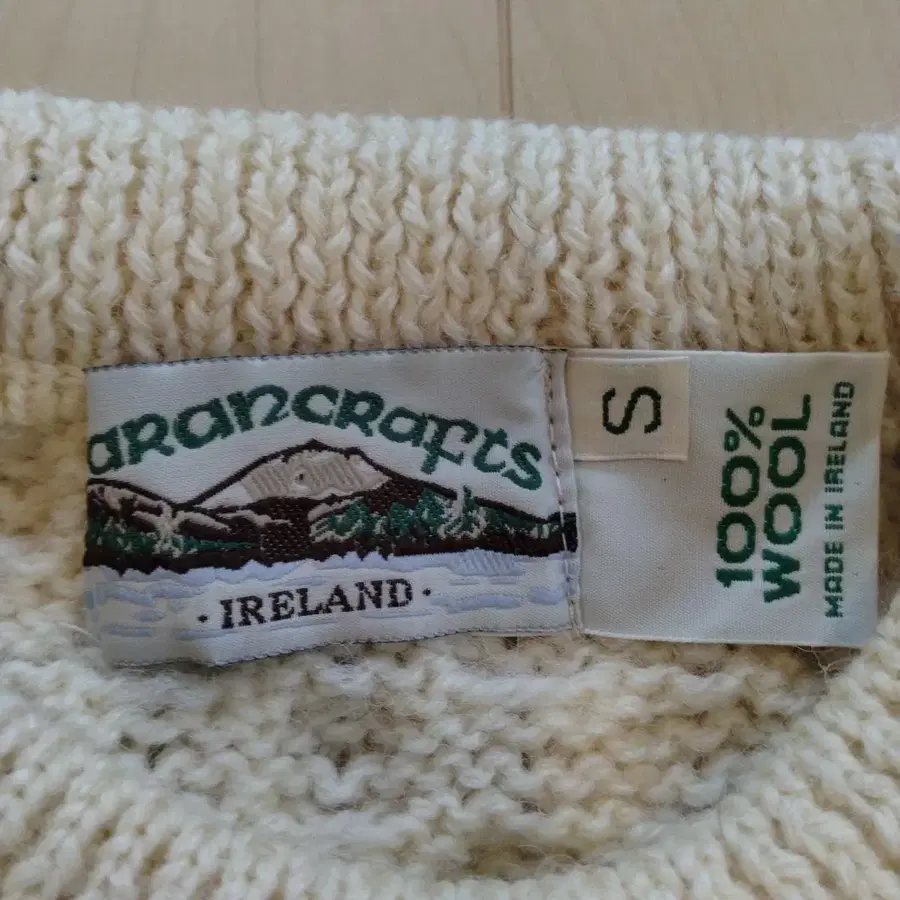 arancrafts
· IRELAND ·
S
100%
WOOL
MADE IN IRELAND